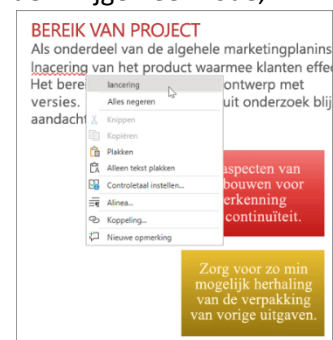 BEREIK VAN PROJECT
Als onderdeel van de algehele marketingplanins
lnacering van het product waarmee klanten effe
Het bere ontwerp met
versies. uit onderzoek blij
aandacht
lancering
Alles negeren
Knippen
Kopiëren
Plakken
Alleen tekst plakken
Controletaal instellen...
Alinea...
Koppeling...
Nieuwe opmerking
aspecten van
bouwen voor
erkenning
continuïteit.
Zorg voor zo min
mogelijk herhaling
van de verpakking
van vorige uitgaven.